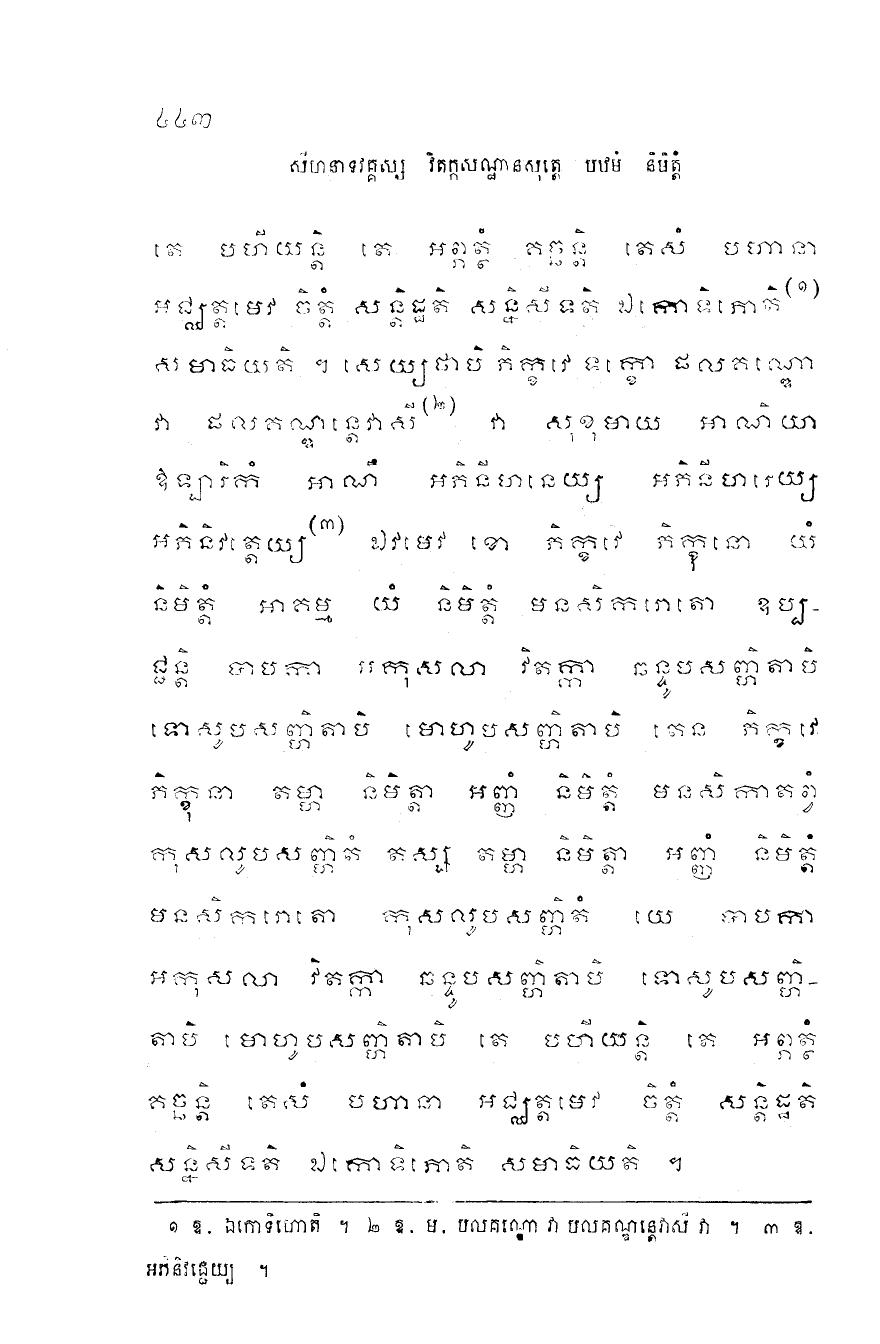 ៤៤៣
សីហនាទវគ្គស្ស វិតក្កសណ្ឋានសុត្តេ បឋមំ និមិត្តំ
តេ បហីយន្តិ តេ អព្ភត្ថំ គច្ឆន្តិ តេសំ បហានា
អជ្ឈត្តមេវ ចិត្តំ សន្តិដ្ឋតិ សន្និសីទតិ ឯកោទិភោតិ(១)
សមាធិយតិ ។ សេយ្យថាបិ ភិក្ខវេ ទក្ខោ ផលគណ្ឌោ
វា ផលគណ្ឌន្តេវាសី(២) វា សុខុមាយ អាណិយា
ឱឡារិកំ អាណឹ អភិនីហនេយ្យ អភិនីហរេយ្យ
អភិនិវត្តេយ្យ(៣) ឯវមេវ ខោ ភិក្ខវេ ភិក្ខុនោ យំ
និមិត្តំ អាគម្ម យំ និមិត្តំ មនសិករោតោ ឧប្ប-
ជ្ជន្តិ បាបកា អកុសលា វិតក្កា ឆន្ទូបសញ្ហិតាបិ
ទោសូបសញ្ហិតាបិ មោហូបសញ្ហិតាបិ តេន ភិក្ខវេ
ភិក្ខុនា តម្ហា និមិត្តា អញ្ញំ និមិត្តំ មនសិកាតព្វំ
កុសលូបសញ្ហិតំ តស្ស តម្ហា និមិត្តា អញ្ញំ និមិត្តំ
មនសិករោតោ កុសលូបសញ្ហិតំ យេ បាបកា
អកុសលា វិតក្កា ឆន្ទូបសញ្ហិតាបិ ទោសូបសញ្ហិ-
តាបិ មោហូបសញ្ហិតាបិ តេ បហីយន្តិ តេ អព្ភត្ថំ
គច្ឆន្តិ តេសំ បហានា អជ្ឈត្តមេវ ចិត្តំ សន្តិដ្ឋតិ
សន្និសីទតិ ឯកោទិភោតិ សមាធិយតិ ។
១ ឱ. ឯកោទិហោតិ ។ ២ ឱ. ម. បលគណ្ឌោ វា បលគណ្ឌន្តេវាសី វា ។ ៣ ឱ.
អភិនិវជ្ជេយ្យ ។